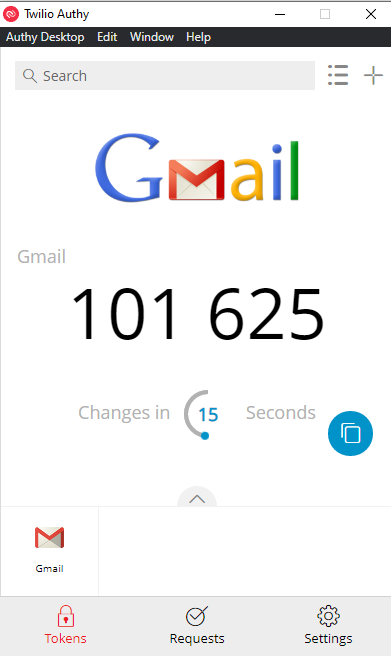 Twilio Authy
Authy Desktop Edit Window Help
Search
Gmail
Gmail
101 625
Changes in 15 Seconds
Gmail
Tokens Requests Settings